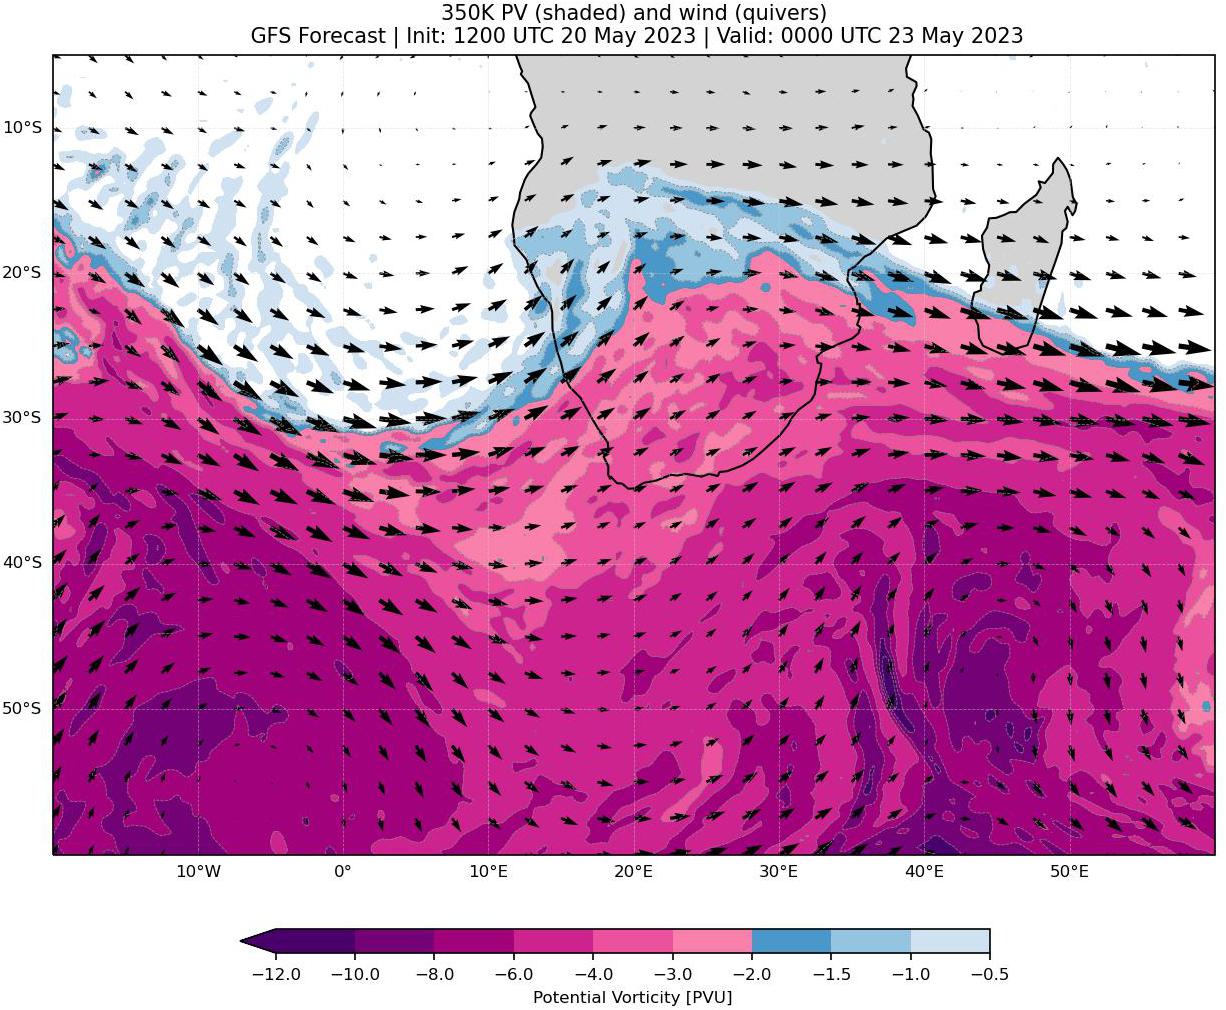 350K PV (shaded) and wind (quivers)
GFS Forecast | Init: 1200 UTC 20 May 2023 | Valid: 0000 UTC 23 May 2023
10°S
20°S
30°S
40°S
50°S
10°W 0° 10°E 20°E 30°E 40°E 50°E
−12.0 −10.0 −8.0 −6.0 −4.0 −3.0 −2.0 −1.5 −1.0 −0.5
Potential Vorticity [PVU]